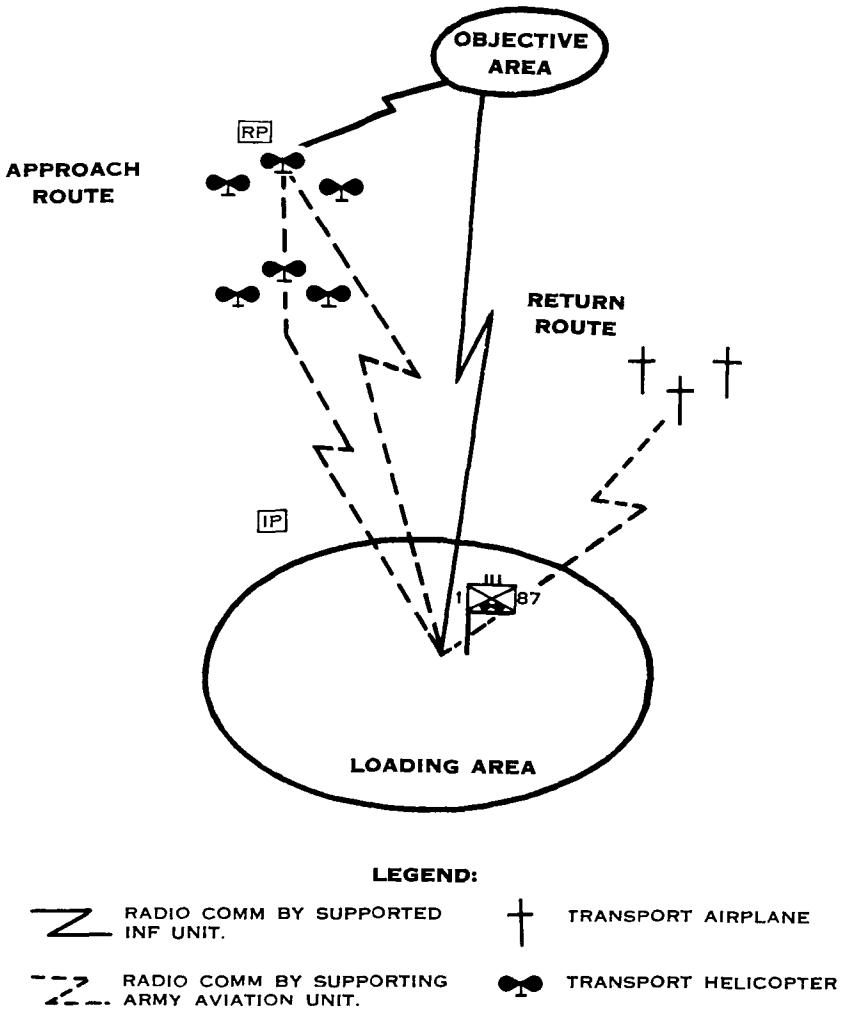 OBJECTIVE
AREA
RP
APPROACH
ROUTE
RETURN
ROUTE
IP
1
87
LOADING AREA
LEGEND:
RADIO COMM BY SUPPORTED
INF UNIT.
TRANSPORT AIRPLANE
RADIO COMM BY SUPPORTING
ARMY AVIATION UNIT.
TRANSPORT HELICOPTER